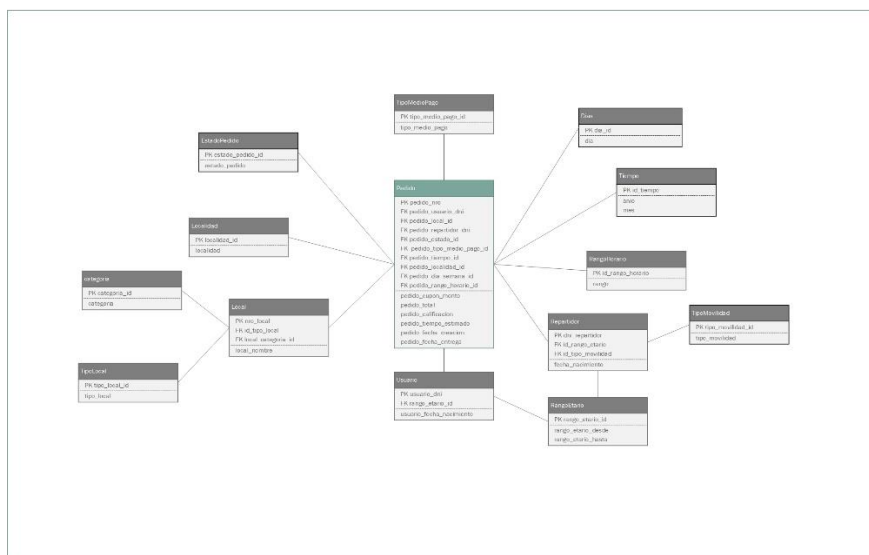 TipoMedioPago
PK tipo_medio_pago_id
tipo_medio_pago
EstadoPedido
PK estado_pedido_id
estado_pedido
Localidad
PK localidad_id
localidad
categoria
PK categoria_id
categoria
Local
PK nro_local
FK id_tipo_local
FK local_categoria_id
local_nombre
TipoLocal
PK tipo_local_id
tipo_local
Pedido
PK pedido_nro
FK pedido_usuario_dni
FK pedido_local_id
FK pedido_repartidor_dni
FK pedido_estado_id
FK pedido_tipo_medio_pago_id
FK pedido_tiempo_id
FK pedido_localidad_id
FK pedido_dia_semana_id
FK pedido_rango_horario_id
pedido_cupon_monto
pedido_total
pedido_calificacion
pedido_tiempo_estimado
pedido_fecha_creacion
pedido_fecha_entrega
Usuario
PK usuario_dni
FK rango_etario_id
usuario_fecha_nacimiento
Dias
PK dia_id
dia
Tiempo
PK id_tiempo
anio
mes
RangoHorario
PK id_rango_horario
rango
Repartidor
PK dni_repartidor
FK id_rango_etario
FK id_tipo_movilidad
fecha_nacimiento
TipoMovilidad
PK tipo_movilidad_id
tipo_movilidad
RangoEtario
PK rango_etario_id
rango_etario_desde
rango_etario_hasta